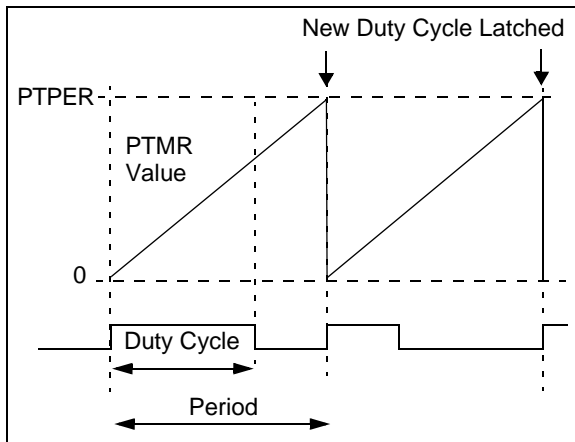 New Duty Cycle Latched
PTPER
PTMR
Value
0
Duty Cycle
Period